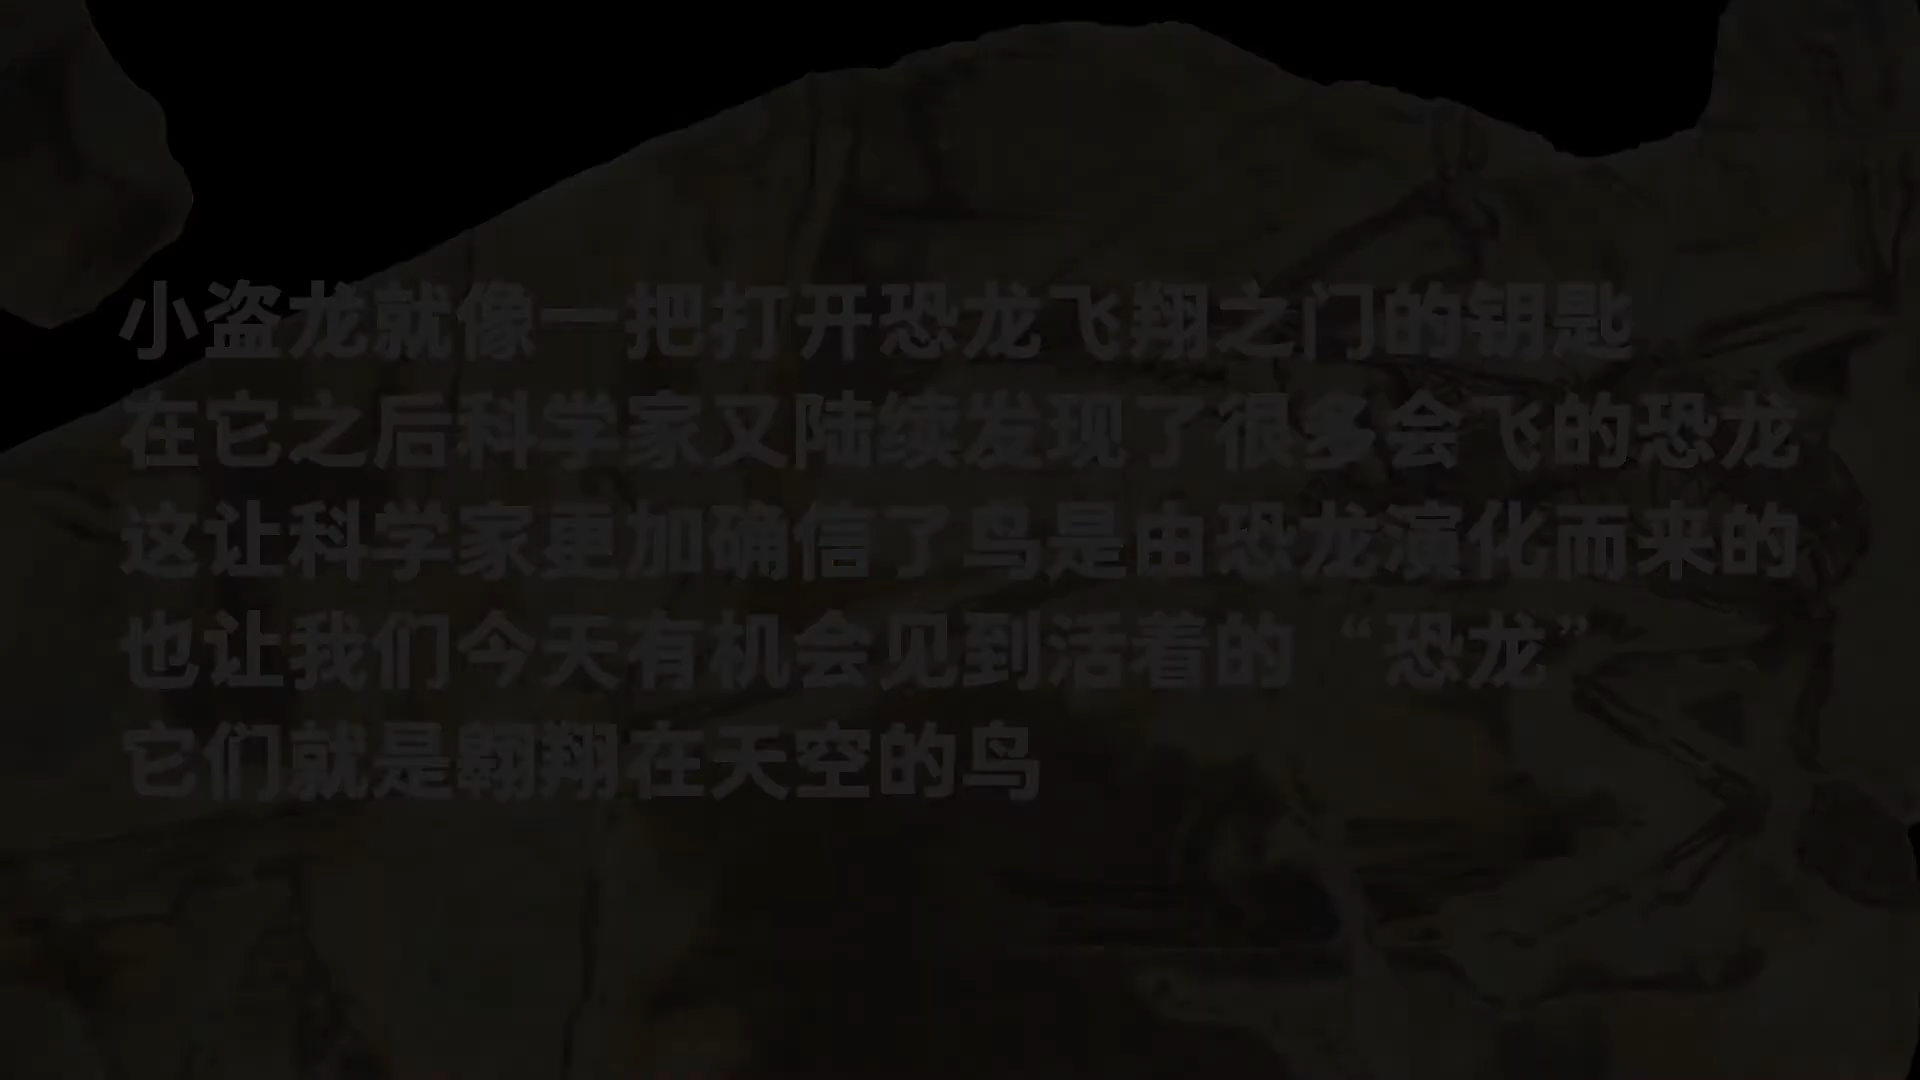 小盗龙就像一把打开恐龙飞翔之门的钥匙
在它之后科学家又陆续发现了很多会飞的恐龙
这让科学家更加确信了鸟是由恐龙演化而来的
也让我们今天有机会见到活着的“恐龙”
它们就是翱翔在天空的鸟